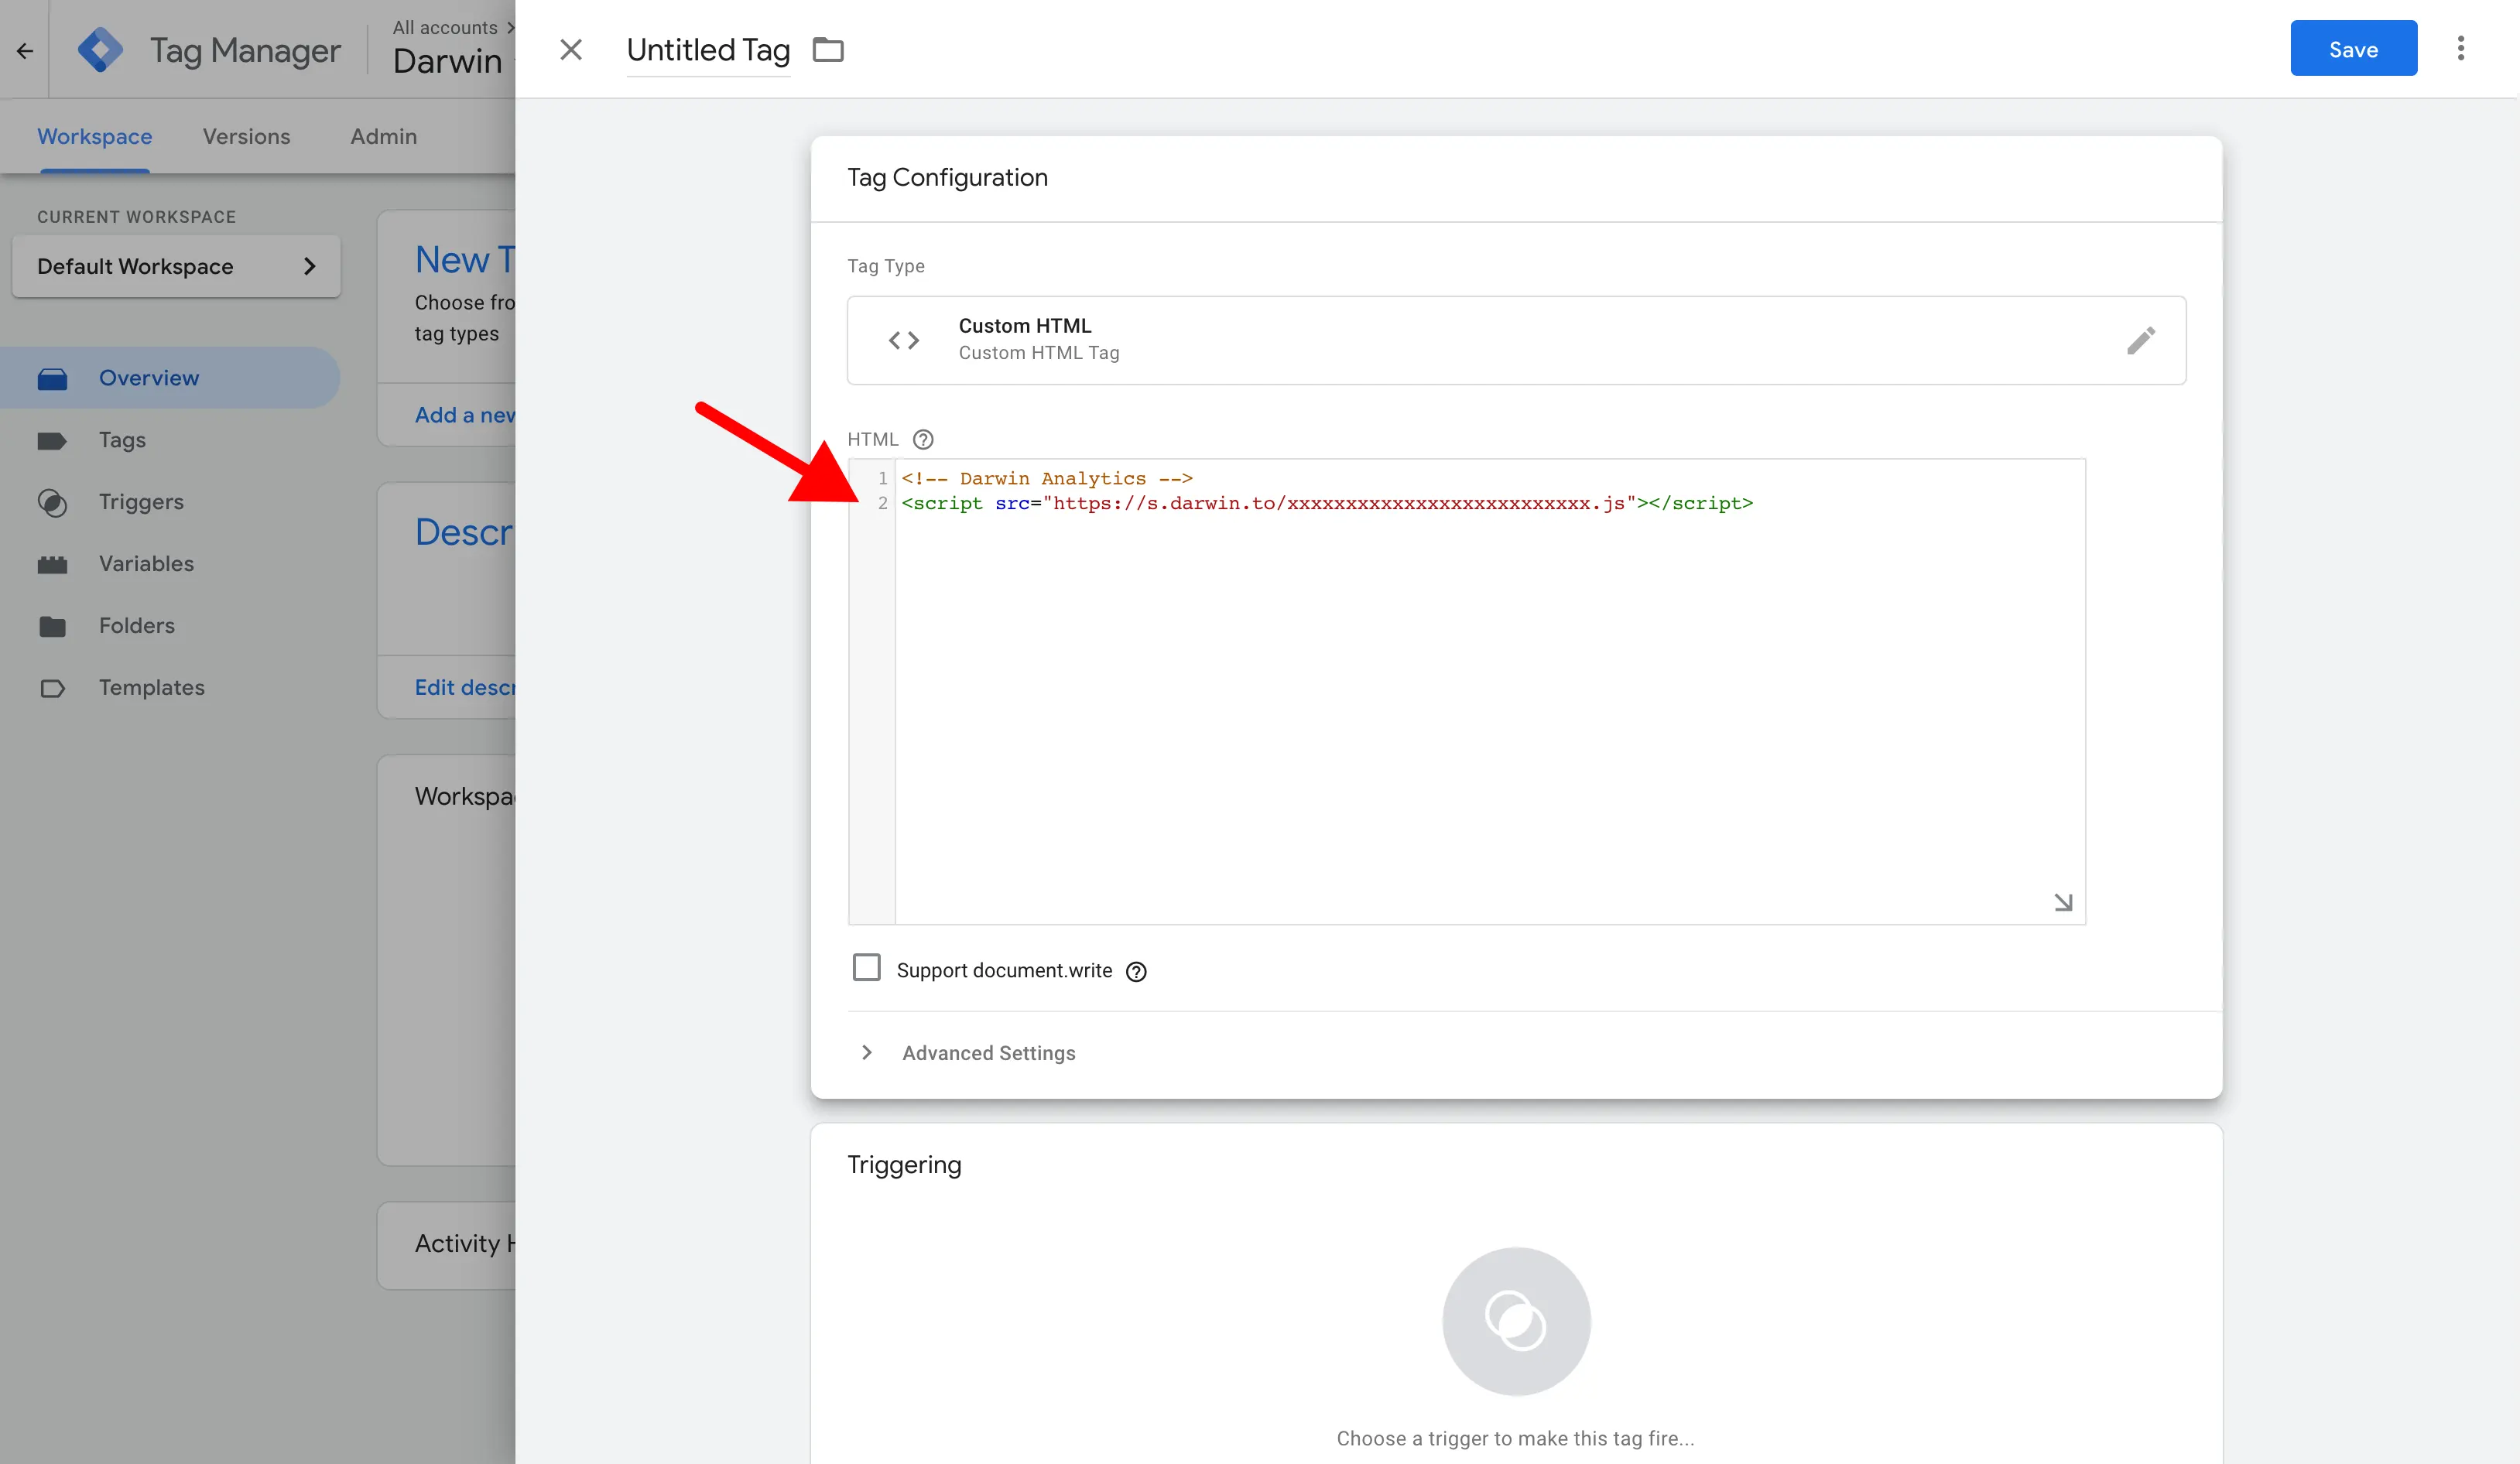 Tag Manager
All accounts >
Darwin
Untitled Tag
Save
Workspace
Versions
Admin
CURRENT WORKSPACE
Default Workspace
Overview
Tags
Triggers
Variables
Folders
Templates
New T
Choose fro
tag types
Add a new
Descr
Edit descr
Workspa
Activity H
Tag Configuration
Tag Type
Custom HTML
Custom HTML Tag
HTML
1 <!-- Darwin Analytics -->
2 <script src="https://s.darwin.to/xxxxxxxxxxxxxxxxxxxxxxxxxx.js"></script>
Support document.write
Advanced Settings
Triggering
Choose a trigger to make this tag fire...